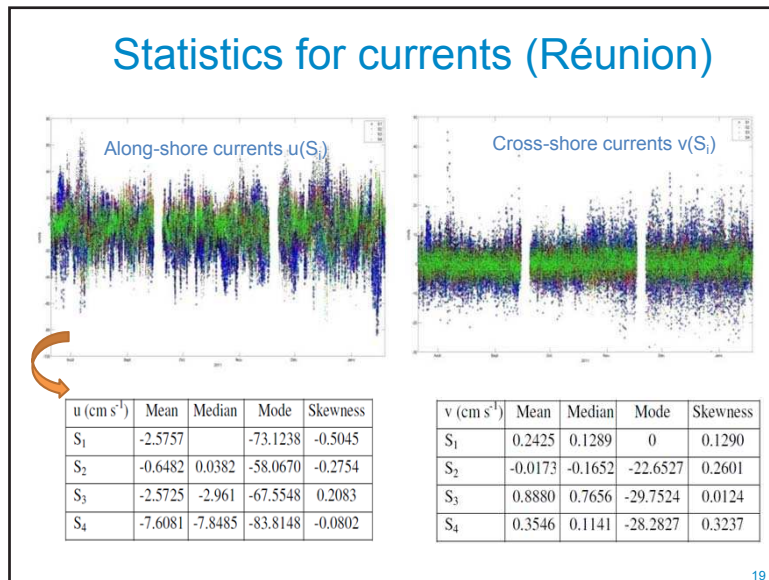 Statistics for currents (Réunion)
Along-shore currents u(Si)
Cross-shore currents v(Si)
u (cm s-1) Mean Median Mode Skewness
S1 -2.5757 -73.1238 -0.5045
S2 -0.6482 0.0382 -58.0670 -0.2754
S3 -2.5725 -2.961 -67.5548 0.2083
S4 -7.6081 -7.8485 -83.8148 -0.0802
v (cm s-1) Mean Median Mode Skewness
S1 0.2425 0.1289 0 0.1290
S2 -0.0173 -0.1652 -22.6527 0.2601
S3 0.8880 0.7656 -29.7524 0.0124
S4 0.3546 0.1141 -28.2827 0.3237
19